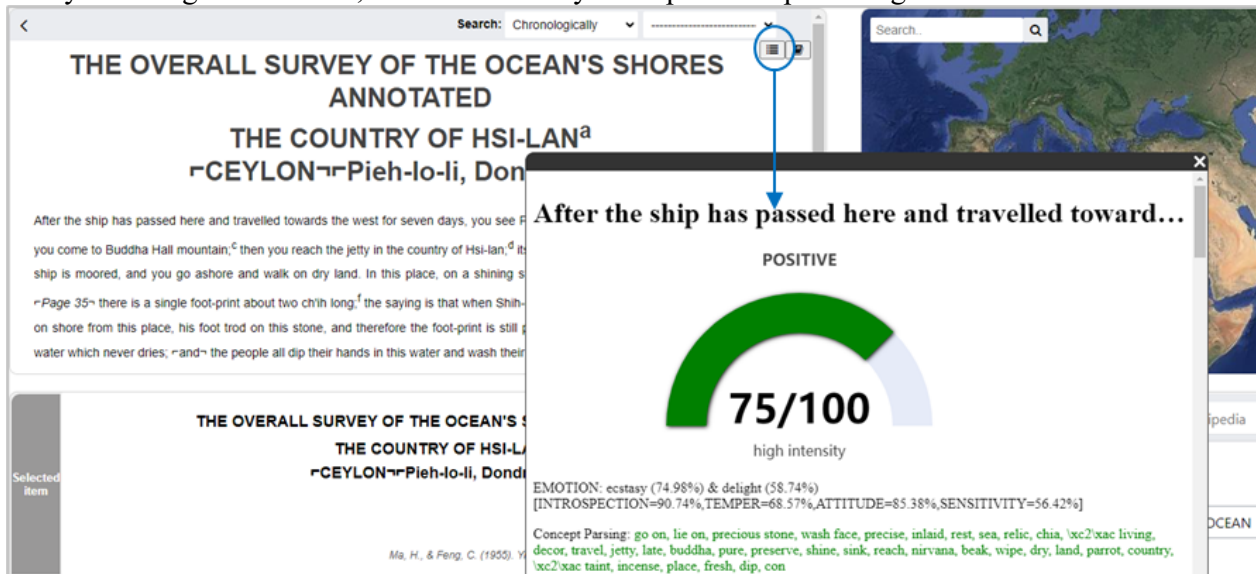 Search: Chronologically --------------------------
THE OVERALL SURVEY OF THE OCEAN'S SHORES
ANNOTATED
THE COUNTRY OF HSI-LANa
⌐CEYLON¬⌐Pieh-lo-li, Don
After the ship has passed here and travelled towards the west for seven days, you see
you come to Buddha Hall mountain;c then you reach the jetty in the country of Hsi-lan;d
ship is moored, and you go ashore and walk on dry land. In this place, on a shining
⌐Page 35¬ there is a single foot-print about two ch'ih long;f the saying is that when Shih-
on shore from this place, his foot trod on this stone, and therefore the foot-print is still
water which never dries; ⌐and¬ the people all dip their hands in this water and wash their
Search..
After the ship has passed here and travelled toward…
POSITIVE
75/100
high intensity
EMOTION: ecstasy (74.98%) & delight (58.74%)
[INTROSPECTION=90.74%,TEMPER=68.57%,ATTITUDE=85.38%,SENSITIVITY=56.42%]
Concept Parsing: go on, lie on, precious stone, wash face, precise, inlaid, rest, sea, relic, chia, \xc2\xac living,
decor, travel, jetty, late, buddha, pure, preserve, shine, sink, reach, nirvana, beak, wipe, dry, land, parrot, country,
\xc2\xac taint, incense, place, fresh, dip, con
Selected
item
THE OVERALL SURVEY OF THE OCEAN'S
THE COUNTRY OF HSI-LA
⌐CEYLON¬⌐Pieh-lo-li, Dond
Ma, H., & Feng, C. (1955).
ipedia
OCEAN